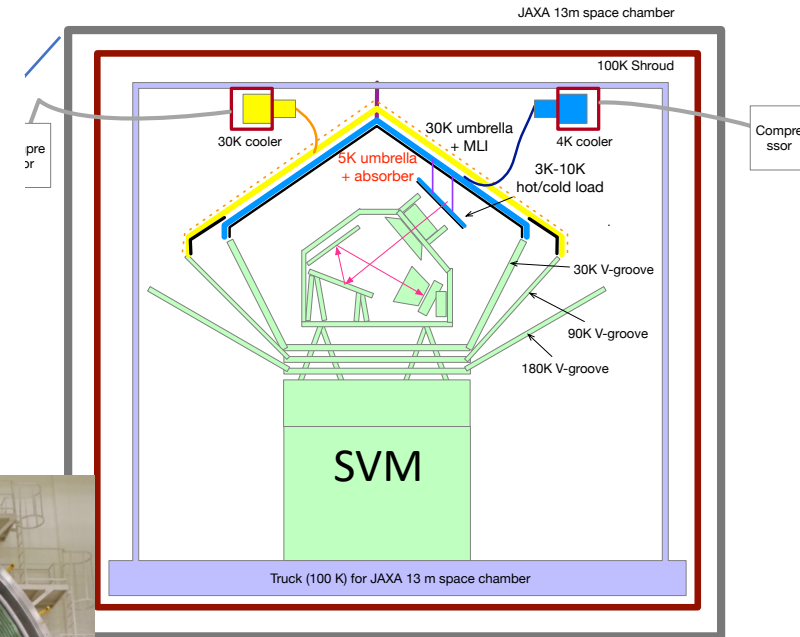 JAXA 13m space chamber
100K Shroud
30K cooler
30K umbrella
+ MLI
4K cooler
Compre
ssor
pre
or
5K umbrella
+ absorber
3K-10K
hot/cold load
30K V-groove
90K V-groove
180K V-groove
SVM
Truck (100 K) for JAXA 13 m space chamber